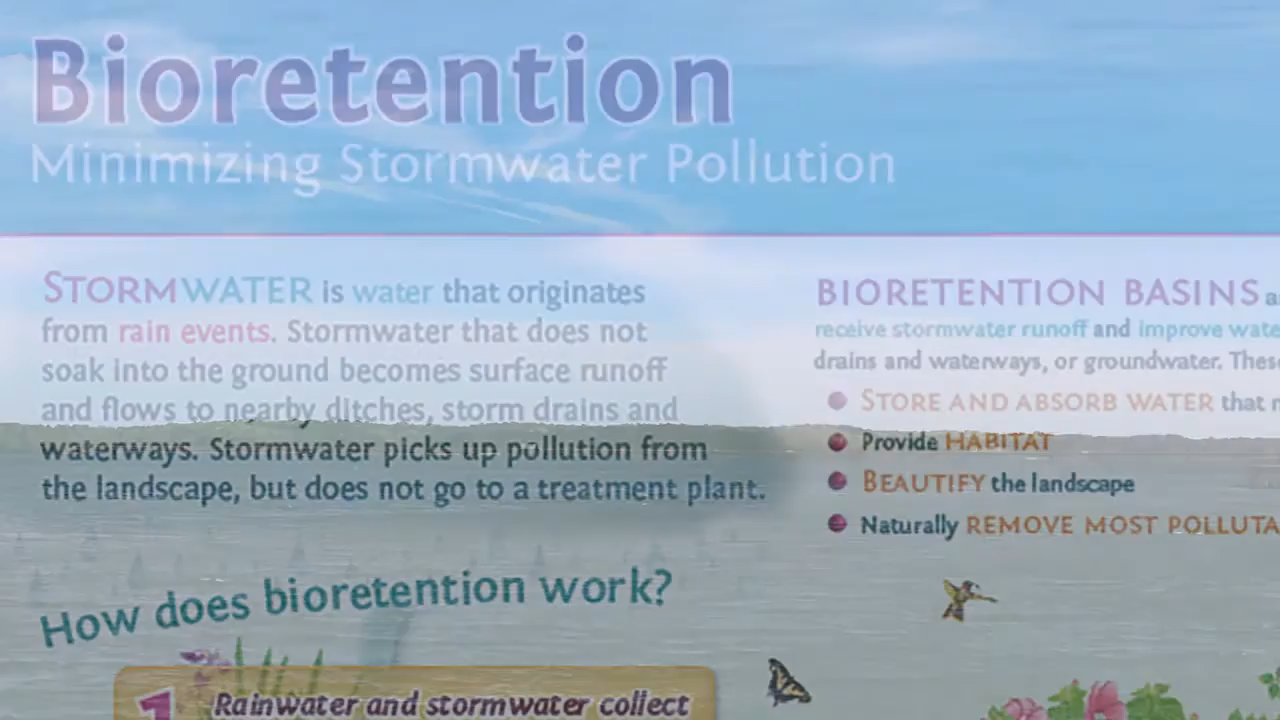 Bioretention
Minimizing Stormwater Pollution
STORMWATER is water that originates
from rain events. Stormwater that does not
soak into the ground becomes surface runoff
and flows to nearby ditches, storm drains and
waterways. Stormwater picks up pollution from
the landscape, but does not go to a treatment plant.
BIORETENTION BASINS
receive stormwater runoff and improve
drains and waterways, or groundwater.
STORE AND ABSORB WATER that
Provide HABITAT
BEAUTIFY the landscape
Naturally REMOVE MOST
How does bioretention work?
1 Rainwater and stormwater collect